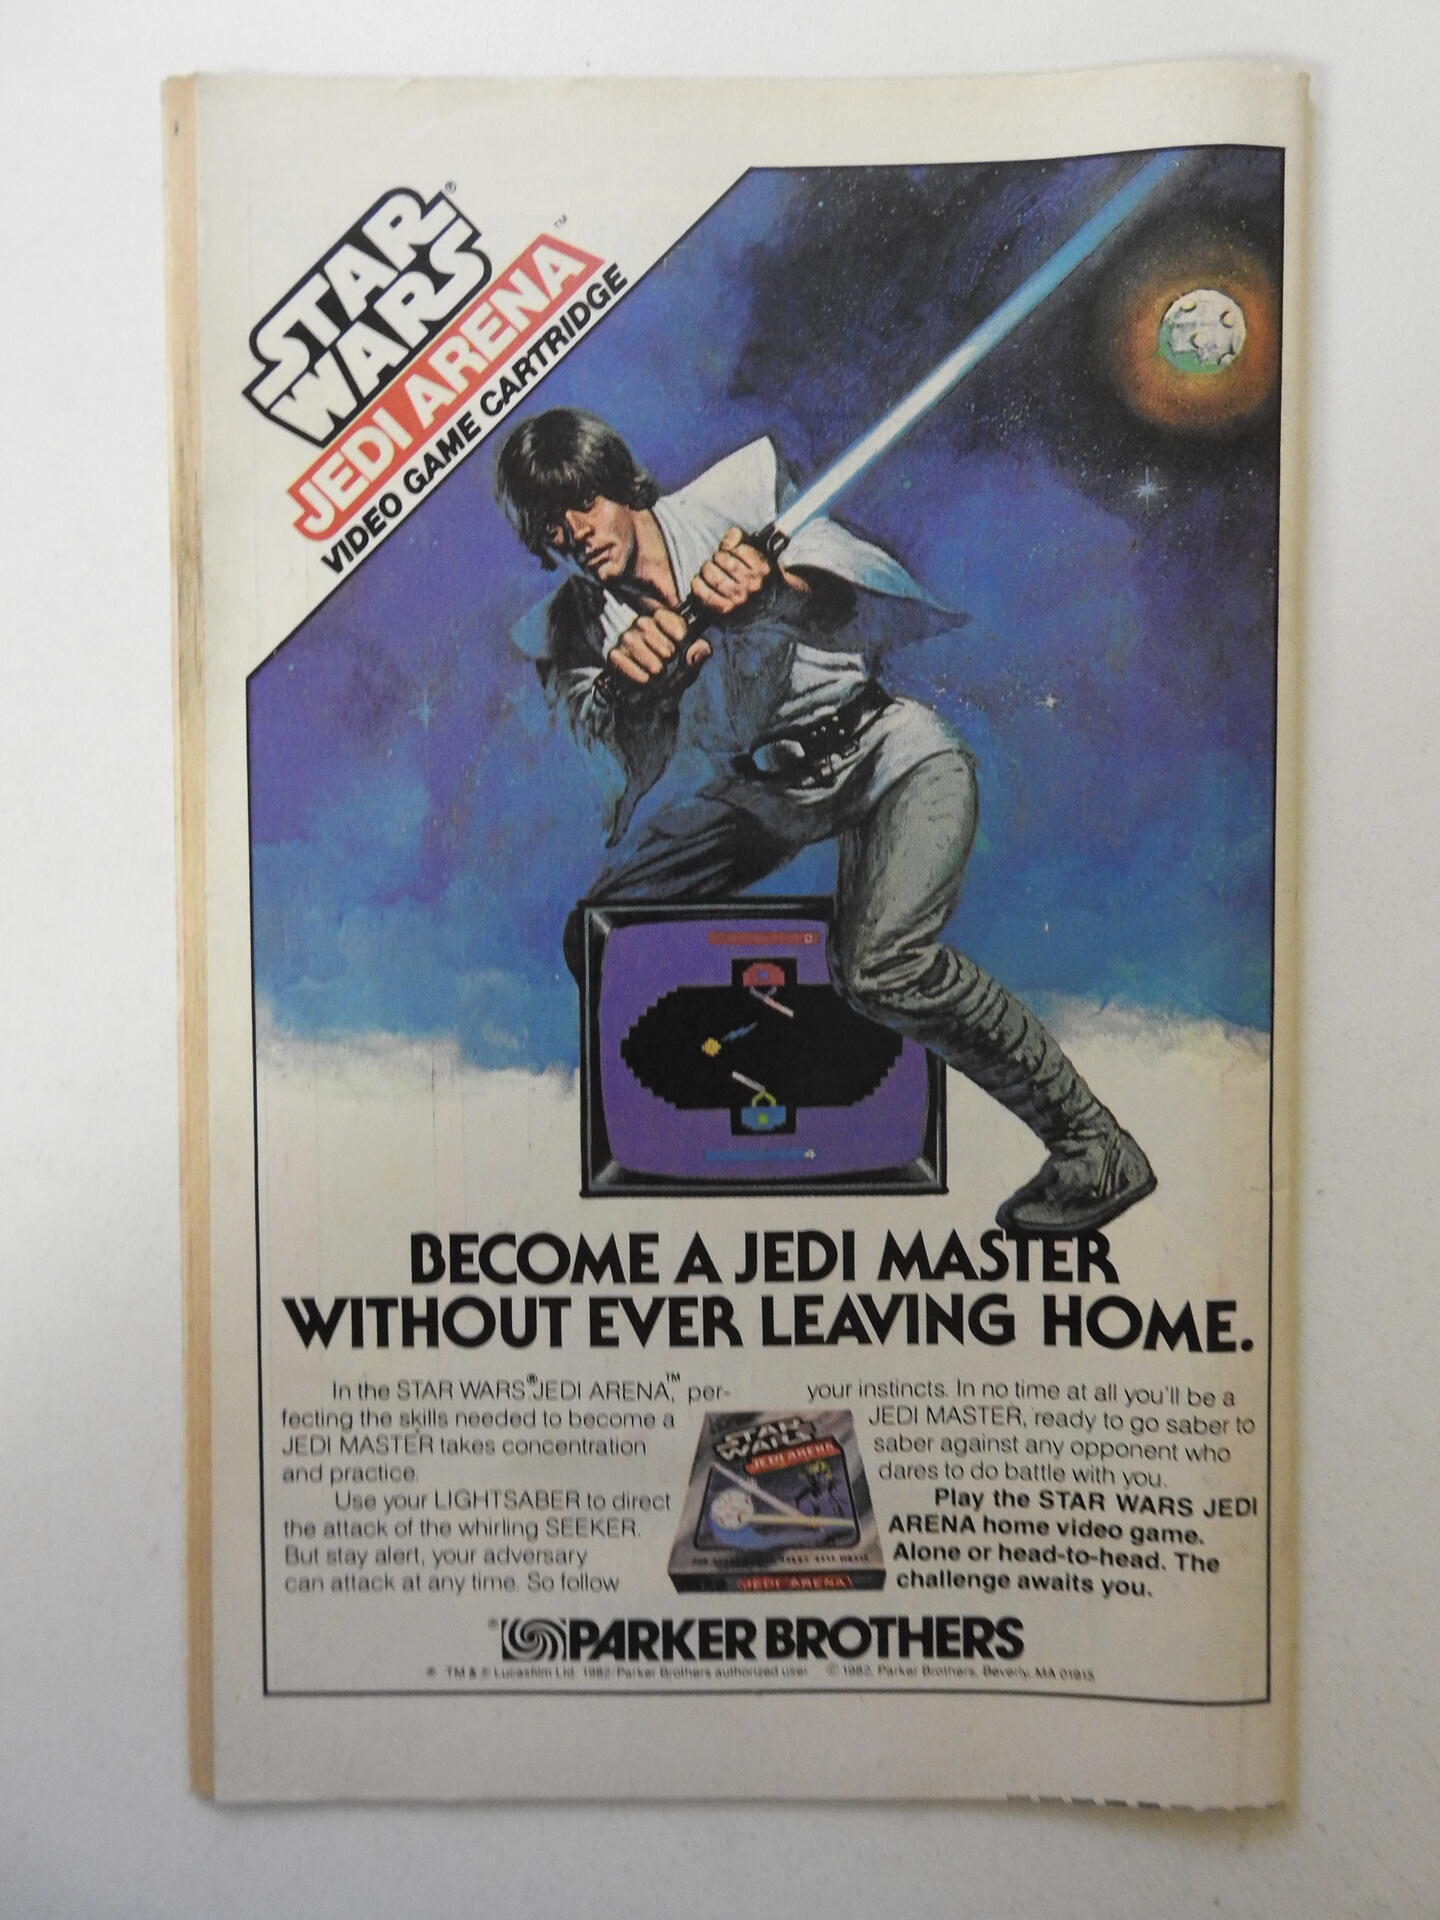 STAR®
WARS
JEDI ARENA™
VIDEO GAME CARTRIDGE
0
4
BECOME A JEDI MASTER
WITHOUT EVER LEAVING HOME.
In the STAR WARS® JEDI ARENA,™ per-
fecting the skills needed to become a
JEDI MASTER takes concentration
and practice.
Use your LIGHTSABER to direct
the attack of the whirling SEEKER.
But stay alert, your adversary
can attack at any time. So follow
your instincts. In no time at all you'll be a
JEDI MASTER, ready to go saber to
saber against any opponent who
dares to do battle with you.
Play the STAR WARS JEDI
ARENA home video game.
Alone or head-to-head. The
challenge awaits you.
STAR
WARS
JEDI ARENA
JEDI ARENA
® PARKER BROTHERS
® TM & © Lucasfilm Ltd. 1982 Parker Brothers authorized user. © 1982, Parker Brothers, Beverly, MA 01915